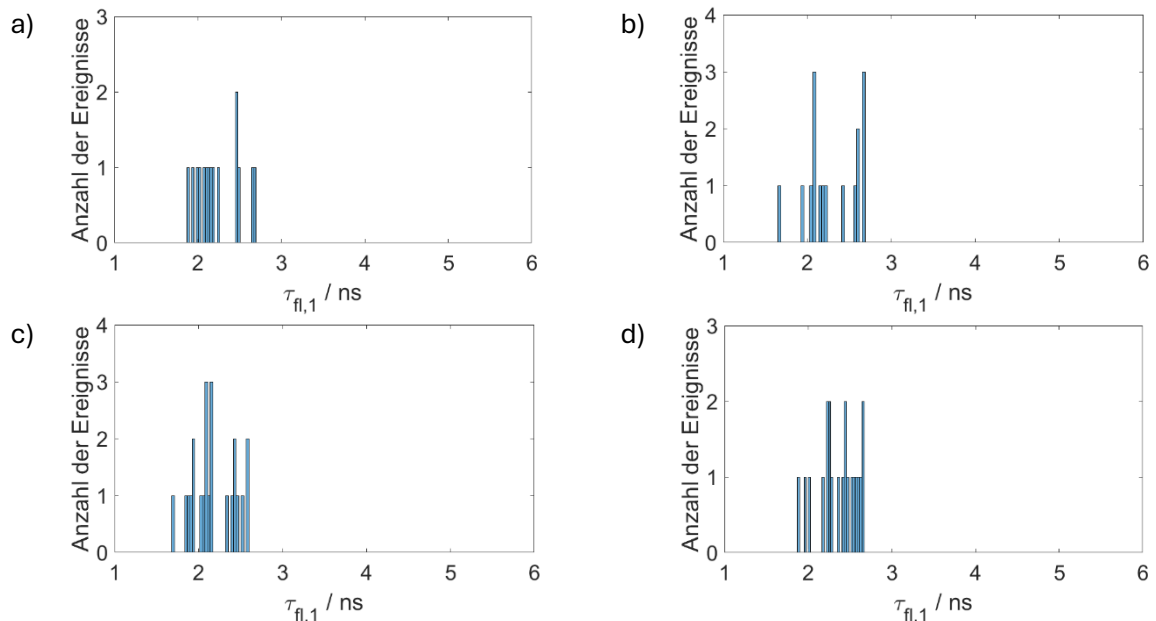 a)
3
2
1
0
Anzahl der Ereignisse
1 2 3 4 5 6
τfl,1 / ns
b)
4
3
2
1
0
Anzahl der Ereignisse
1 2 3 4 5 6
τfl,1 / ns
c)
4
3
2
1
0
Anzahl der Ereignisse
1 2 3 4 5 6
τfl,1 / ns
d)
3
2
1
0
Anzahl der Ereignisse
1 2 3 4 5 6
τfl,1 / ns